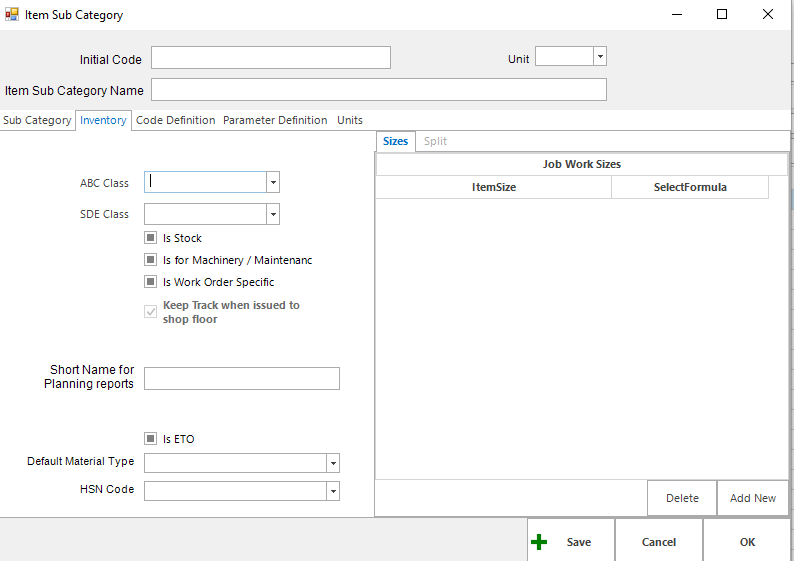 Item Sub Category
Initial Code
Unit
Item Sub Category Name
Sub Category Inventory Code Definition Parameter Definition Units
Sizes Split
Job Work Sizes
ItemSize SelectFormula
ABC Class
SDE Class
Is Stock
Is for Machinery / Maintenanc
Is Work Order Specific
Keep Track when issued to
shop floor
Short Name for
Planning reports
Is ETO
Default Material Type
HSN Code
Delete Add New
Save Cancel OK